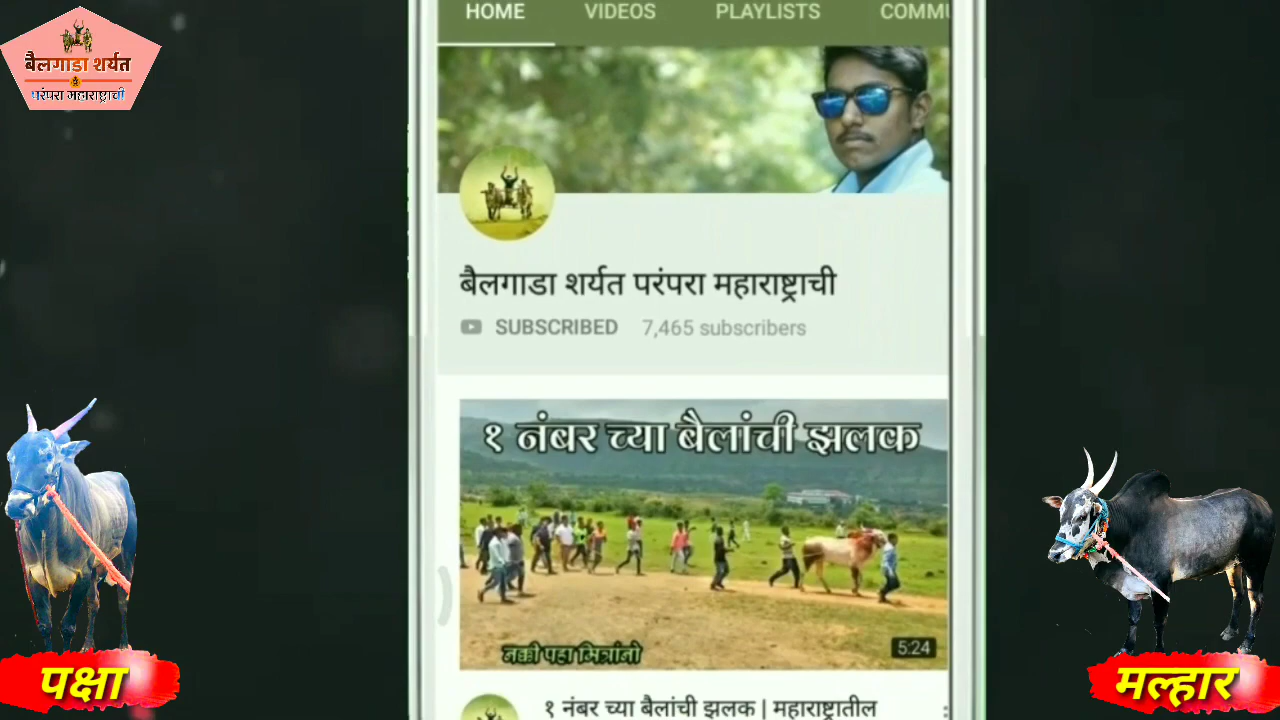 बैलगाडा शर्यत
परंपरा महाराष्ट्राची
HOME VIDEOS PLAYLISTS COMMU
बैलगाडा शर्यत परंपरा महाराष्ट्राची
SUBSCRIBED 7,465 subscribers
१ नंबर च्या बैलांची झलक
नक्की पहा मित्रांनो
5:24
१ नंबर च्या बैलांची झलक | महाराष्ट्रातील
पक्षा
मल्हार